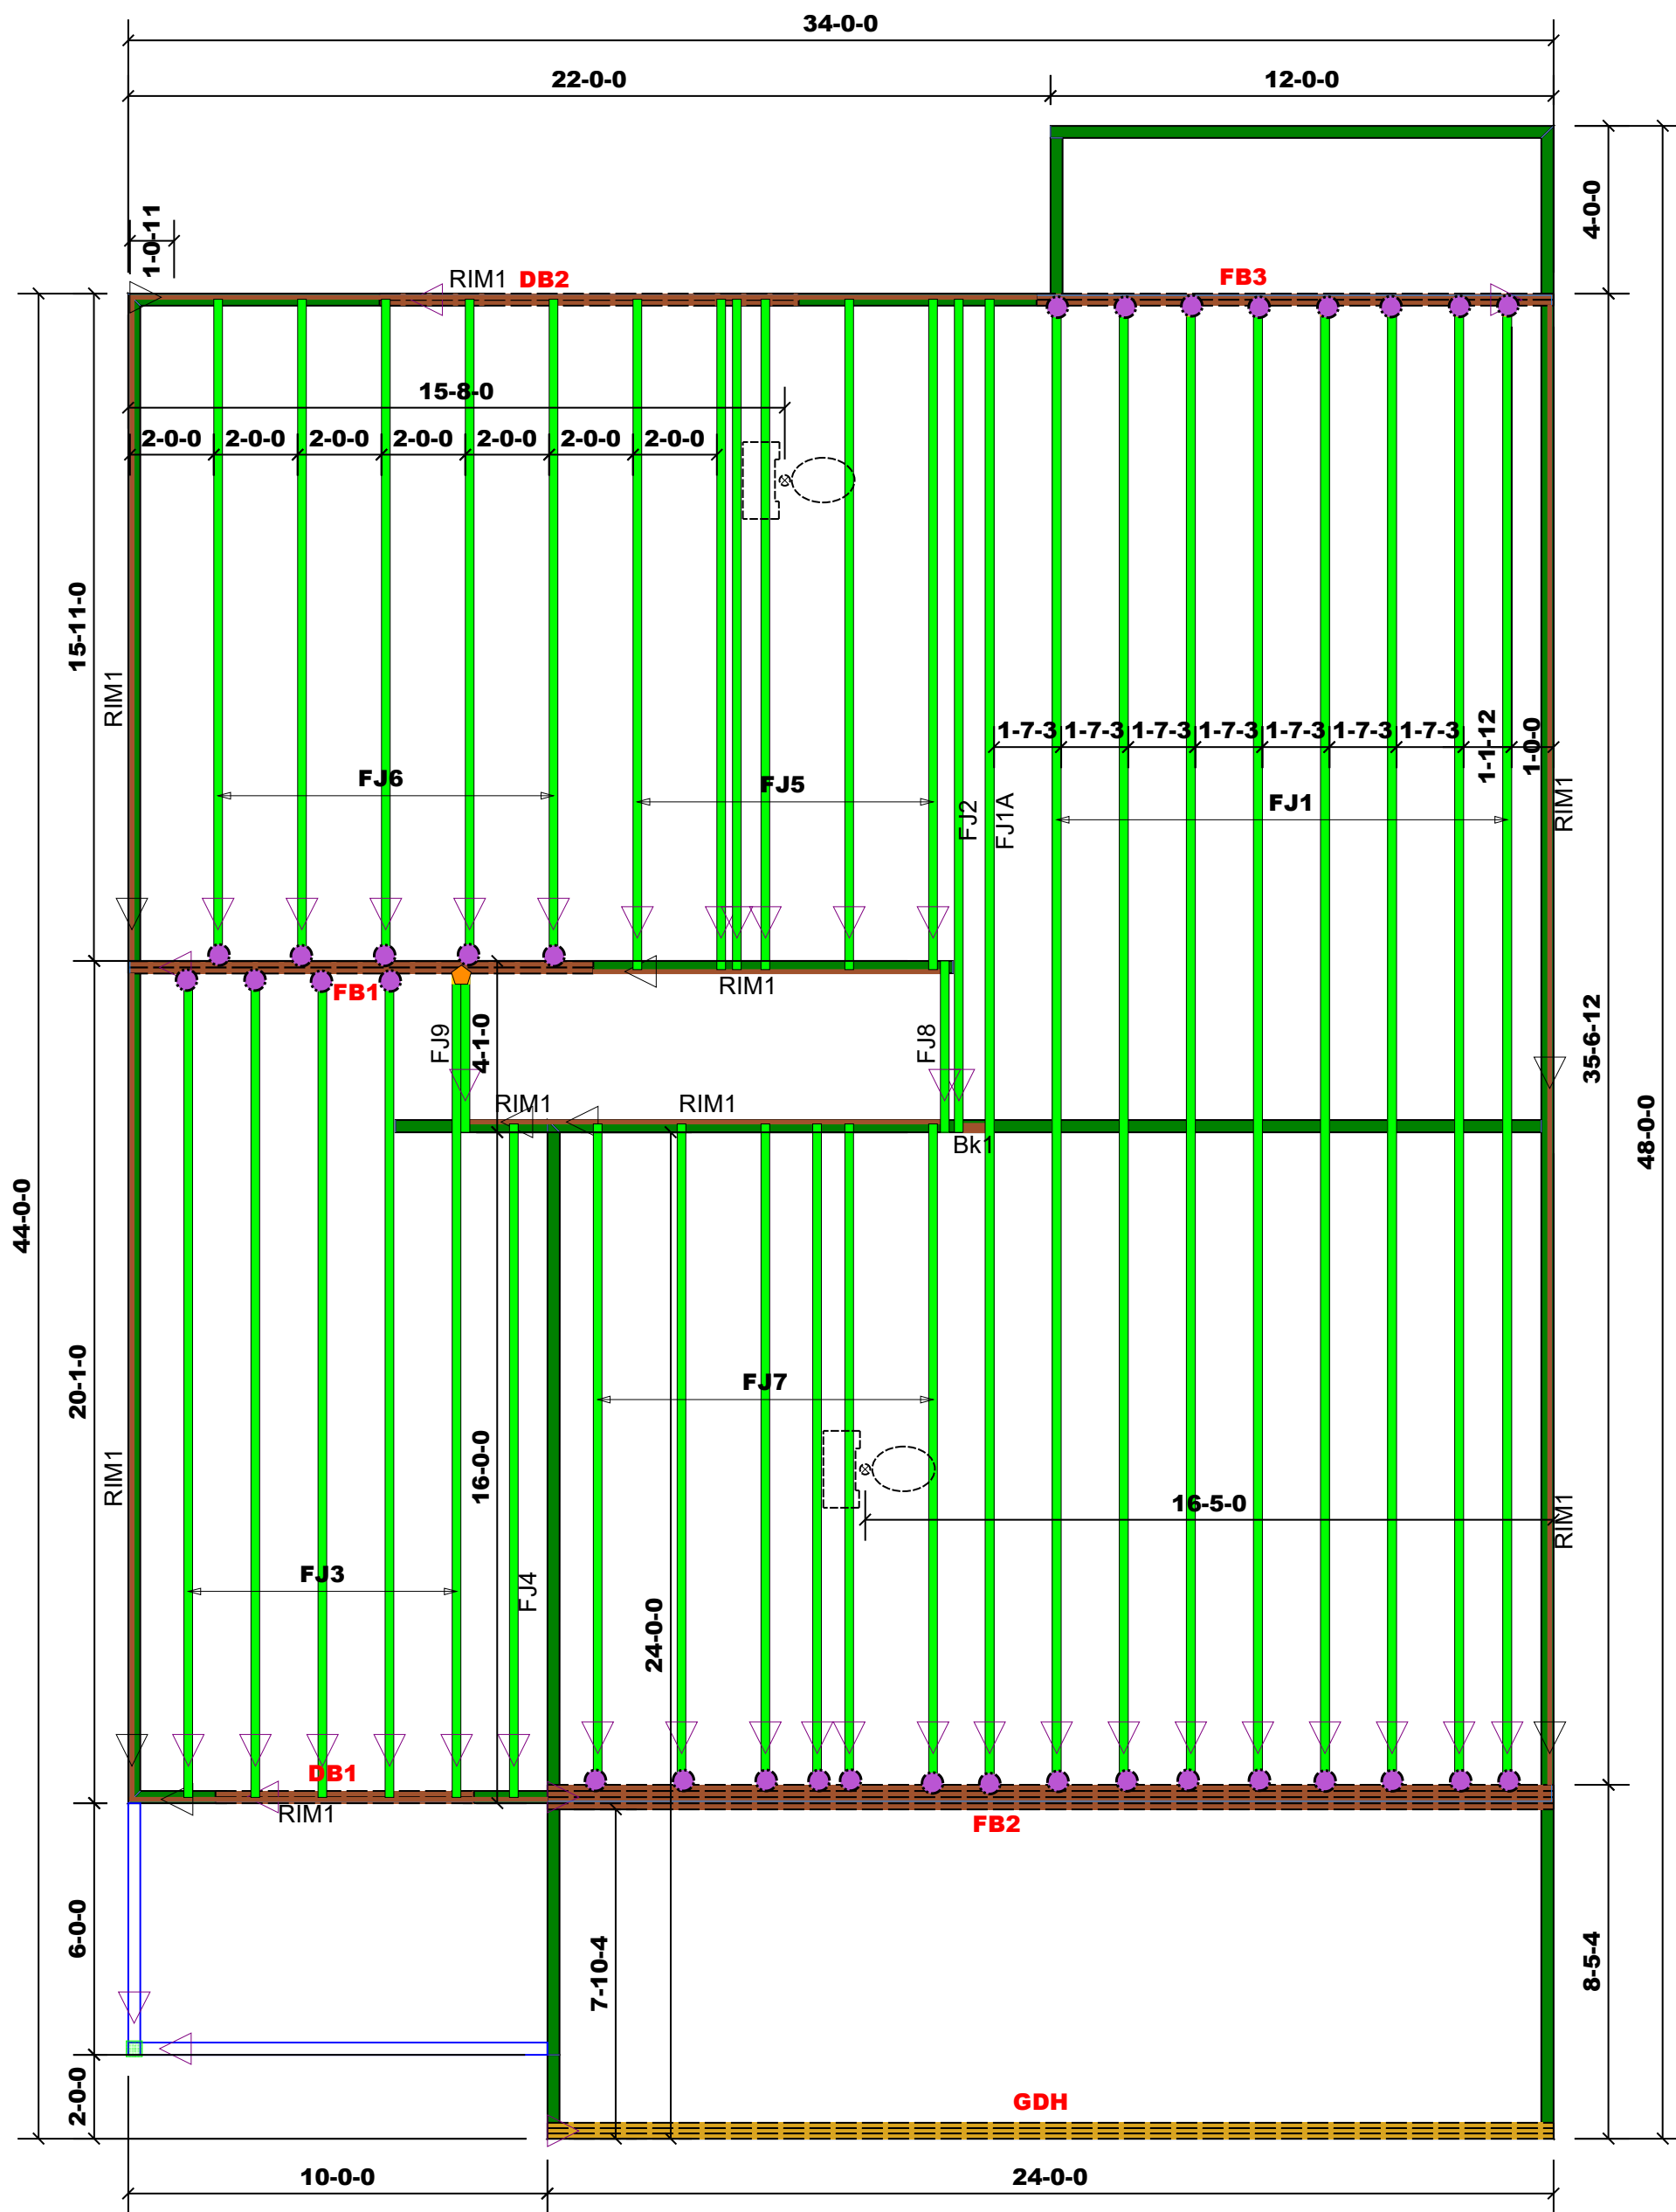 34-0-0
22-0-0
12-0-0
4-0-0
1-0-11
RIM1
DB2
FB3
15-8-0
2-0-0
2-0-0
2-0-0
2-0-0
2-0-0
2-0-0
2-0-0
15-11-0
RIM1
1-7-3
1-7-3
1-7-3
1-7-3
1-7-3
1-7-3
1-7-3
1-1-12
1-0-0
FJ6
FJ5
FJ2
FJ1A
FJ1
RIM1
FB1
RIM1
FJ9
4-1-0
FJ8
35-6-12
48-0-0
RIM1
RIM1
Bk1
44-0-0
20-1-0
FJ7
RIM1
16-0-0
16-5-0
RIM1
FJ3
FJ4
24-0-0
DB1
RIM1
FB2
6-0-0
7-10-4
8-5-4
2-0-0
GDH
10-0-0
24-0-0